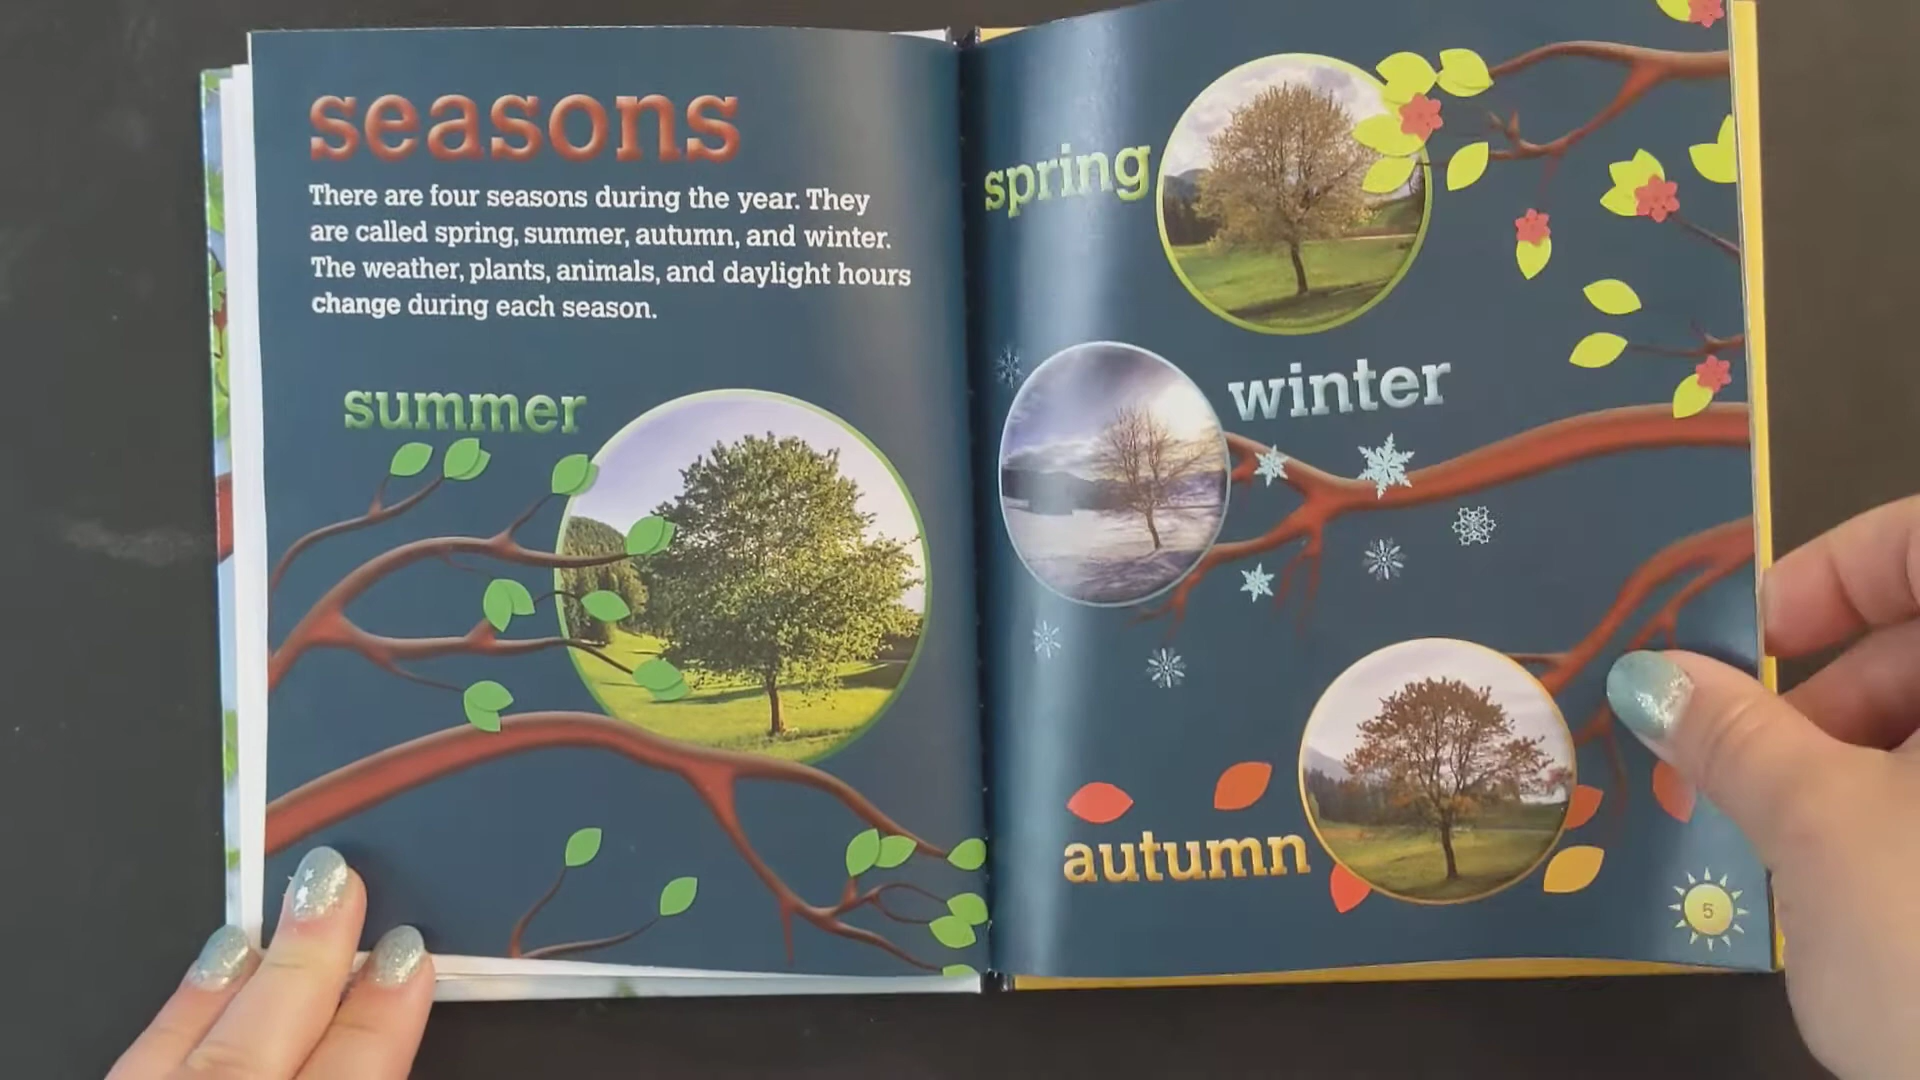 seasons
There are four seasons during the year. They
are called spring, summer, autumn, and winter.
The weather, plants, animals, and daylight hours
change during each season.
summer
spring
winter
autumn
5